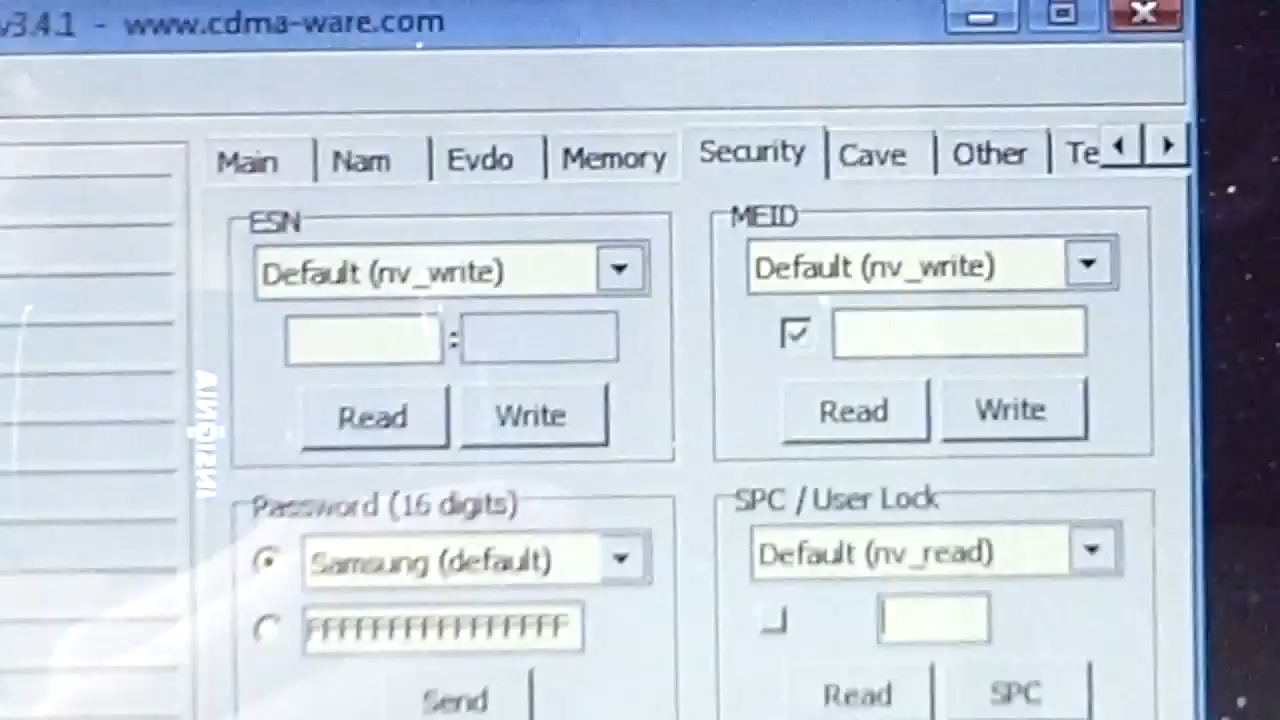 v3.4.1 - www.cdma-ware.com
Main Nam Evdo Memory Security Cave Other Te
ESN MEID
Default (nv_write) Default (nv_write)
:
Read Write Read Write
Password (16 digits) SPC / User Lock
Samsung (default) Default (nv_read)
FFFFFFFFFFFFFFFF
Send Read SPC